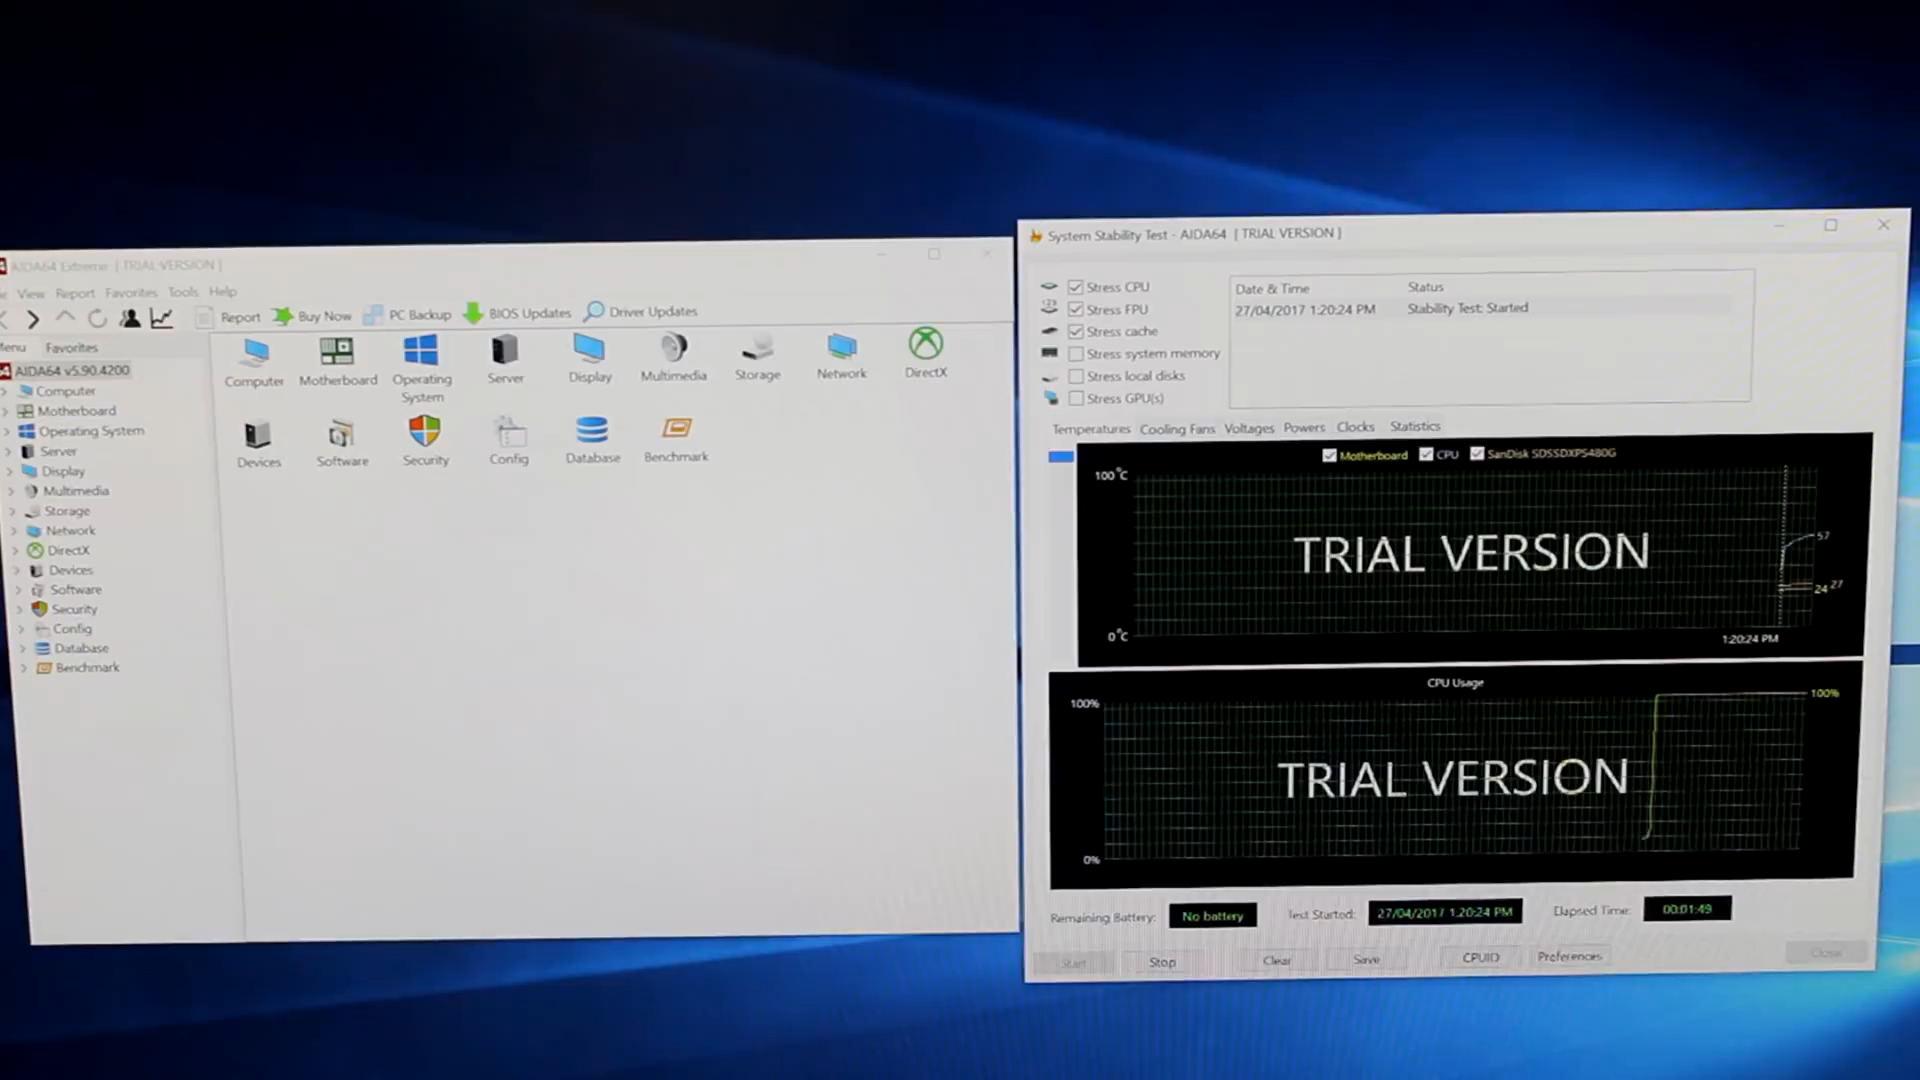 AIDA64 Extreme [ TRIAL VERSION ]
View Report Favorites Tools Help
Report Buy Now PC Backup BIOS Updates Driver Updates
Favorites
AIDA64 v5.90.4200
Computer
Motherboard
Operating System
Server
Display
Multimedia
Storage
Network
DirectX
Devices
Software
Security
Config
Database
Benchmark
Computer Motherboard Operating System Server Display Multimedia Storage Network DirectX
Devices Software Security Config Database Benchmark
System Stability Test - AIDA64 [ TRIAL VERSION ]
Stress CPU
Stress FPU
Stress cache
Stress system memory
Stress local disks
Stress GPU(s)
Date & Time Status
27/04/2017 1:20:24 PM Stability Test: Started
Temperatures Cooling Fans Voltages Powers Clocks Statistics
Motherboard CPU SanDisk SDSSDXPS480G
100°C
TRIAL VERSION
57
24 27
0°C
1:20:24 PM
CPU Usage
100% 100%
TRIAL VERSION
0%
Remaining Battery: No battery Test Started: 27/04/2017 1:20:24 PM Elapsed Time: 00:01:49
Start Stop Clear Save CPUID Preferences Close